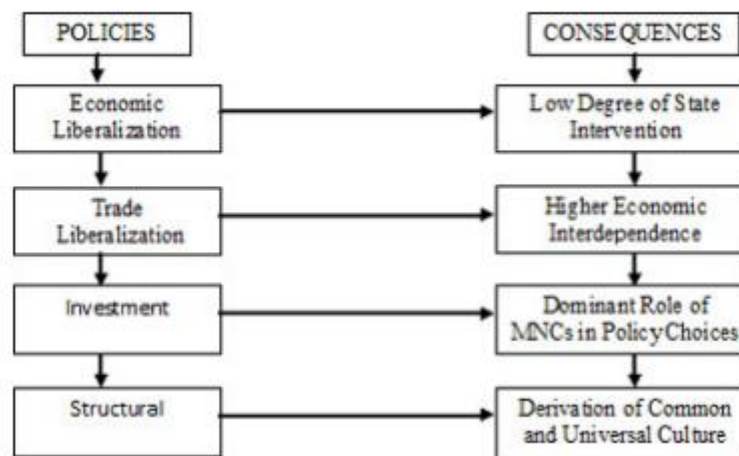 POLICIES
CONSEQUENCES
Economic
Liberalization
Low Degree of State
Intervention
Trade
Liberalization
Higher Economic
Interdependence
Investment
Dominant Role of
MNCs in Policy Choices
Structural
Derivation of Common
and Universal Culture